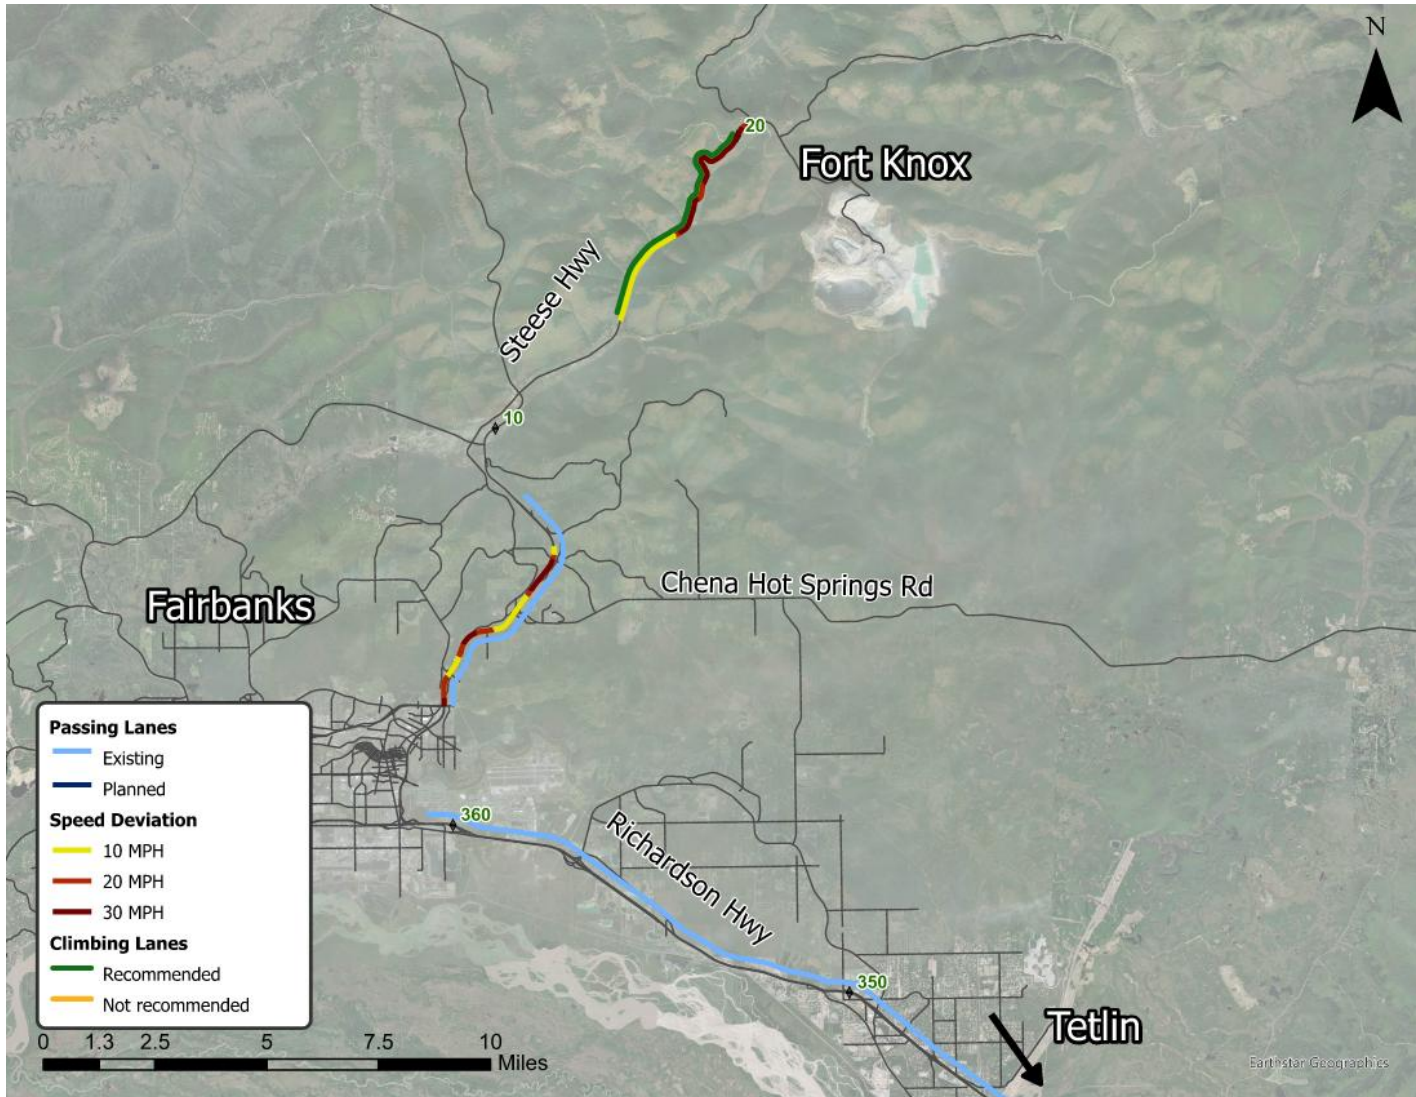 N
20
Fort Knox
Steese Hwy
10
Chena Hot Springs Rd
Fairbanks
Passing Lanes
Existing
Planned
Speed Deviation
10 MPH
20 MPH
30 MPH
Climbing Lanes
Recommended
Not recommended
360
Richardson Hwy
350
Tetlin
0 1.3 2.5 5 7.5 10
Miles
Earthstar Geographics